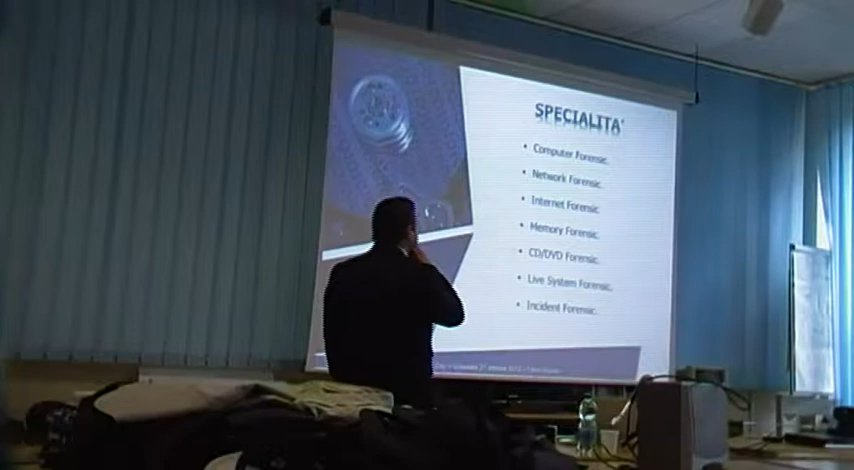 SPECIALITA'
• Computer Forensic.
• Network Forensic.
• Internet Forensic.
• Memory Forensic.
• CD/DVD Forensic.
• Live System Forensic.
• Incident Forensic.